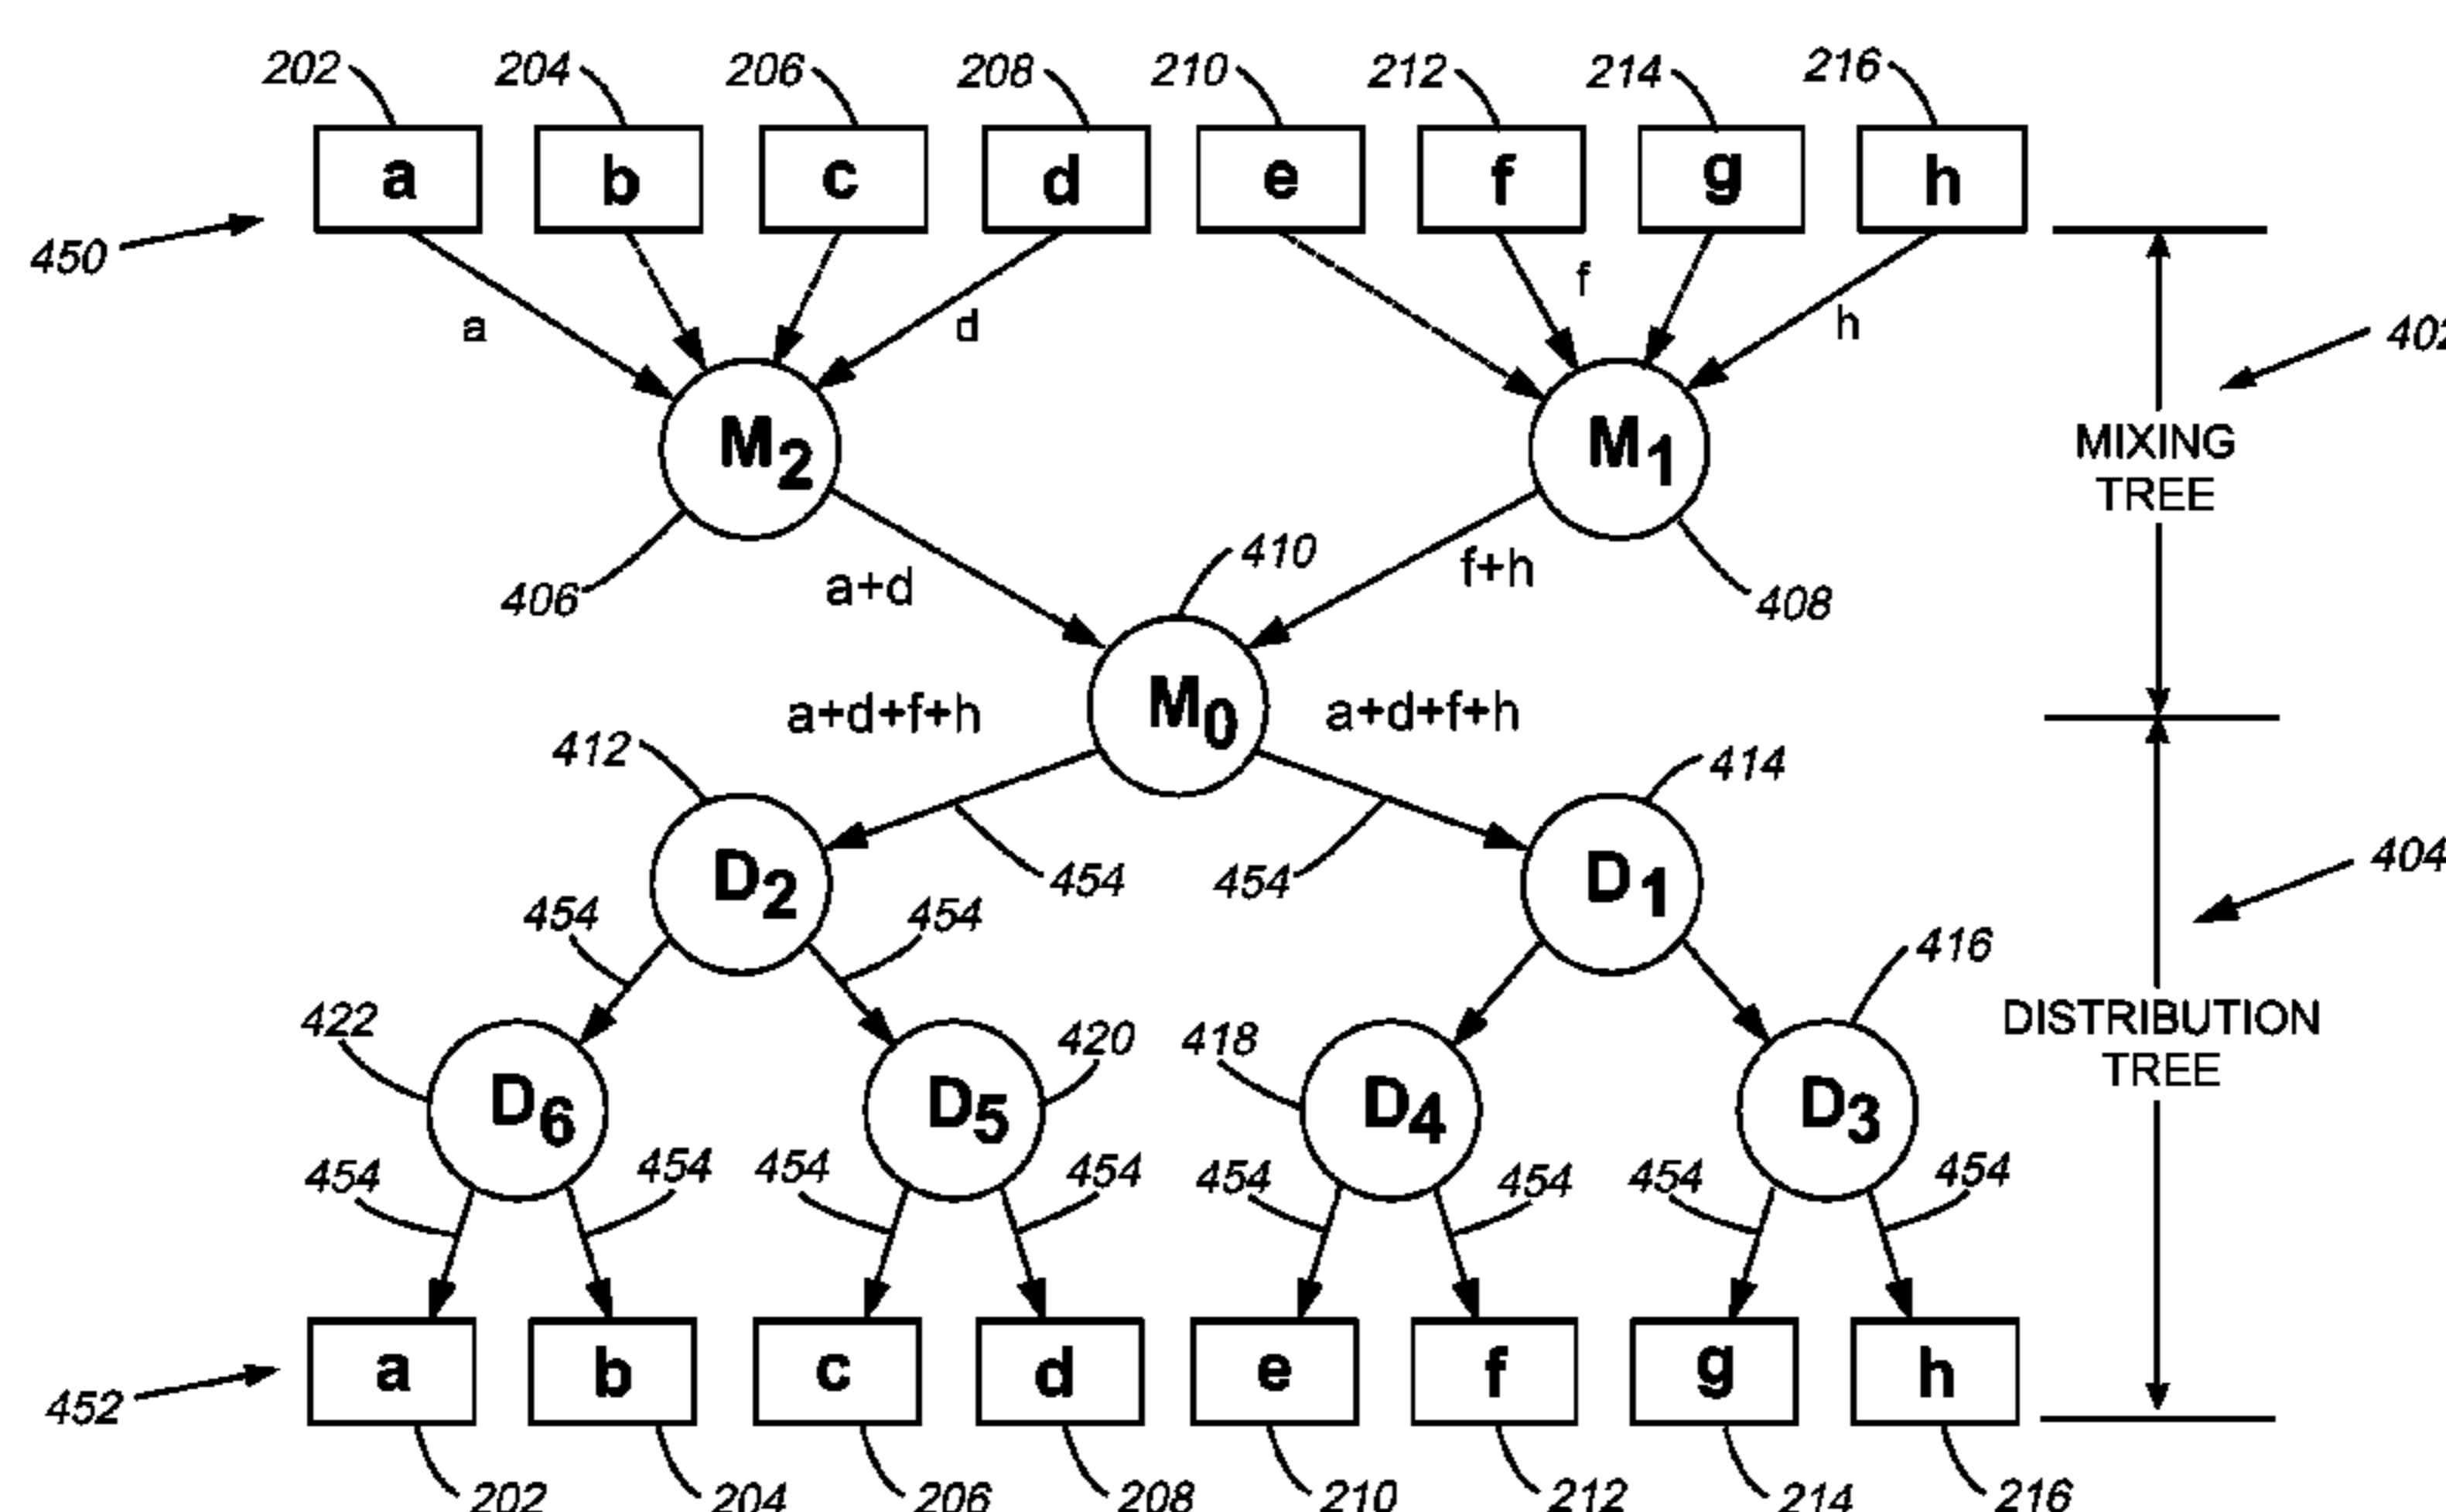 202 204 206 208 210 212 214 216
a b c d e f g h
450
a d f h
402
M2 M1
MIXING
TREE
406 a+d 410 f+h 408
M0
a+d+f+h a+d+f+h
412 414
D2 D1
454 454
404
454 454 416
DISTRIBUTION
TREE
422 420 418
D6 D5 D4 D3
454 454 454 454 454 454 454 454
a b c d e f g h
452
202 204 206 208 210 212 214 216